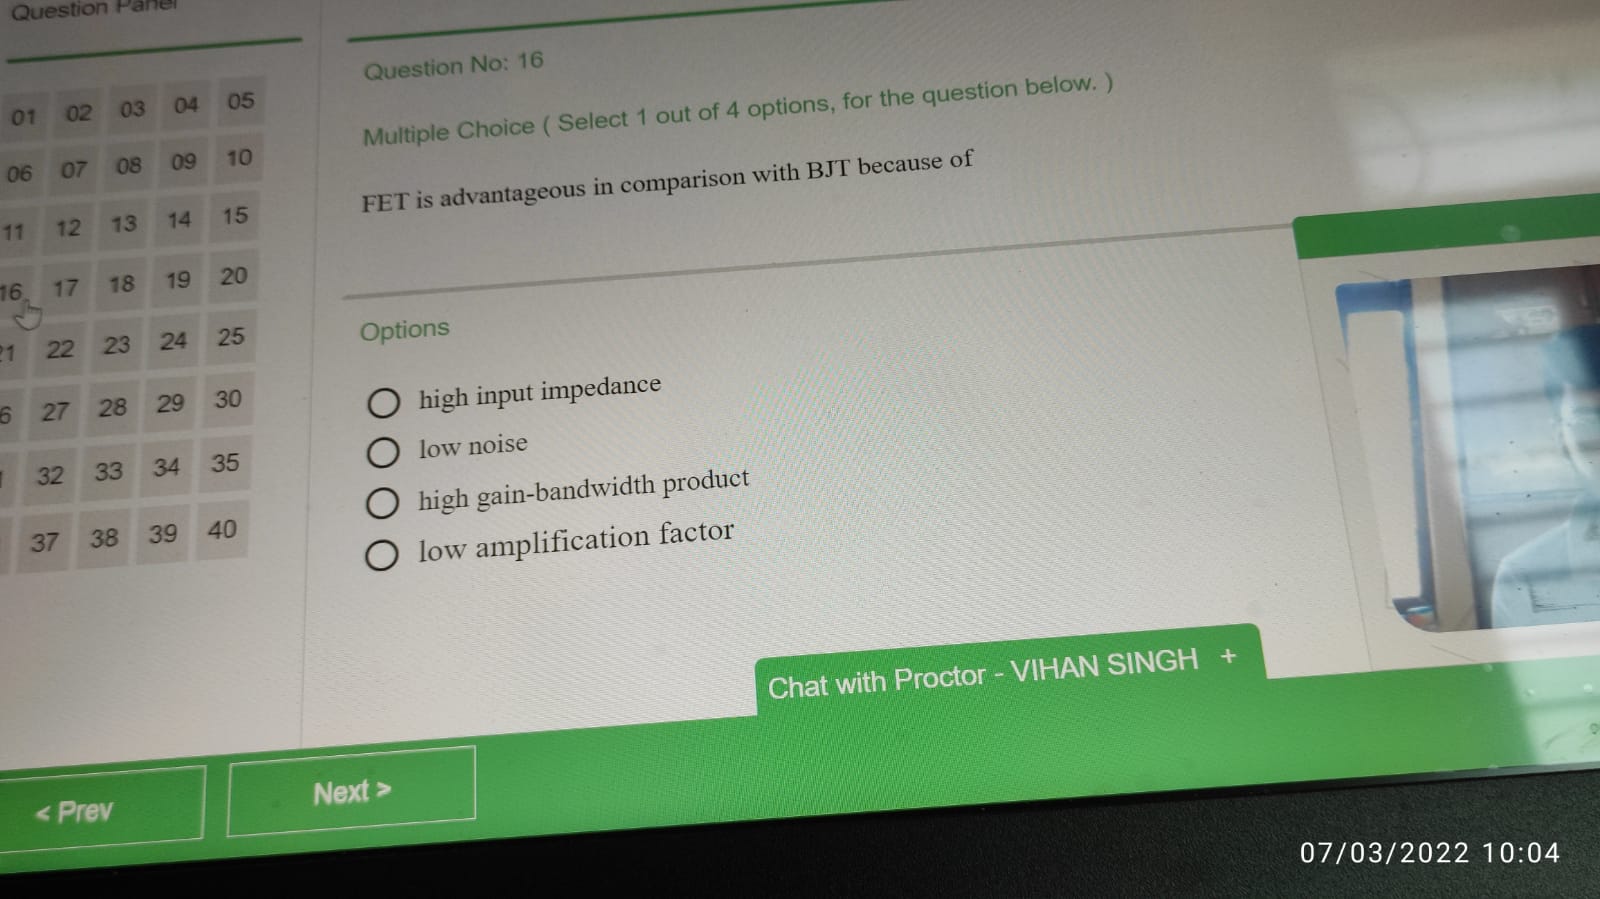 Question Panel
01 02 03 04 05
06 07 08 09 10
11 12 13 14 15
16 17 18 19 20
21 22 23 24 25
6 27 28 29 30
32 33 34 35
37 38 39 40
Question No: 16
Multiple Choice ( Select 1 out of 4 options, for the question below. )
FET is advantageous in comparison with BJT because of
Options
high input impedance
low noise
high gain-bandwidth product
low amplification factor
Chat with Proctor - VIHAN SINGH +
< Prev
Next >
07/03/2022 10:04